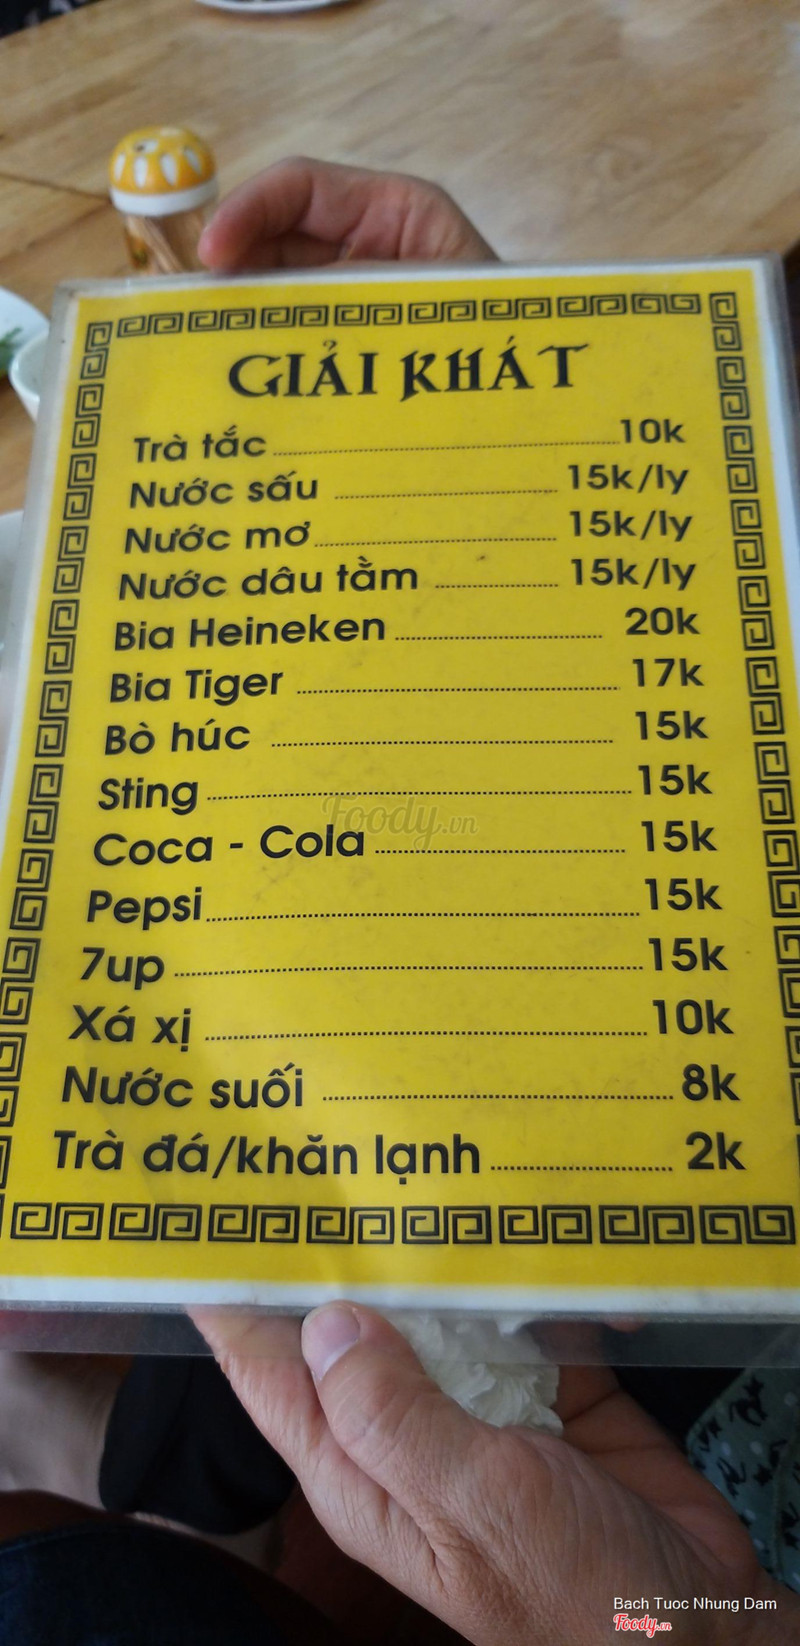 GIẢI KHÁT
Trà tắc 10k
Nước sấu 15k/ly
Nước mơ 15k/ly
Nước dâu tằm 15k/ly
Bia Heineken 20k
Bia Tiger 17k
Bò húc 15k
Sting 15k
Foody.vn
Coca - Cola 15k
Pepsi 15k
7up 15k
Xá xị 10k
Nước suối 8k
Trà đá/khăn lạnh 2k
Bach Tuoc Nhung Dam
Foody.vn